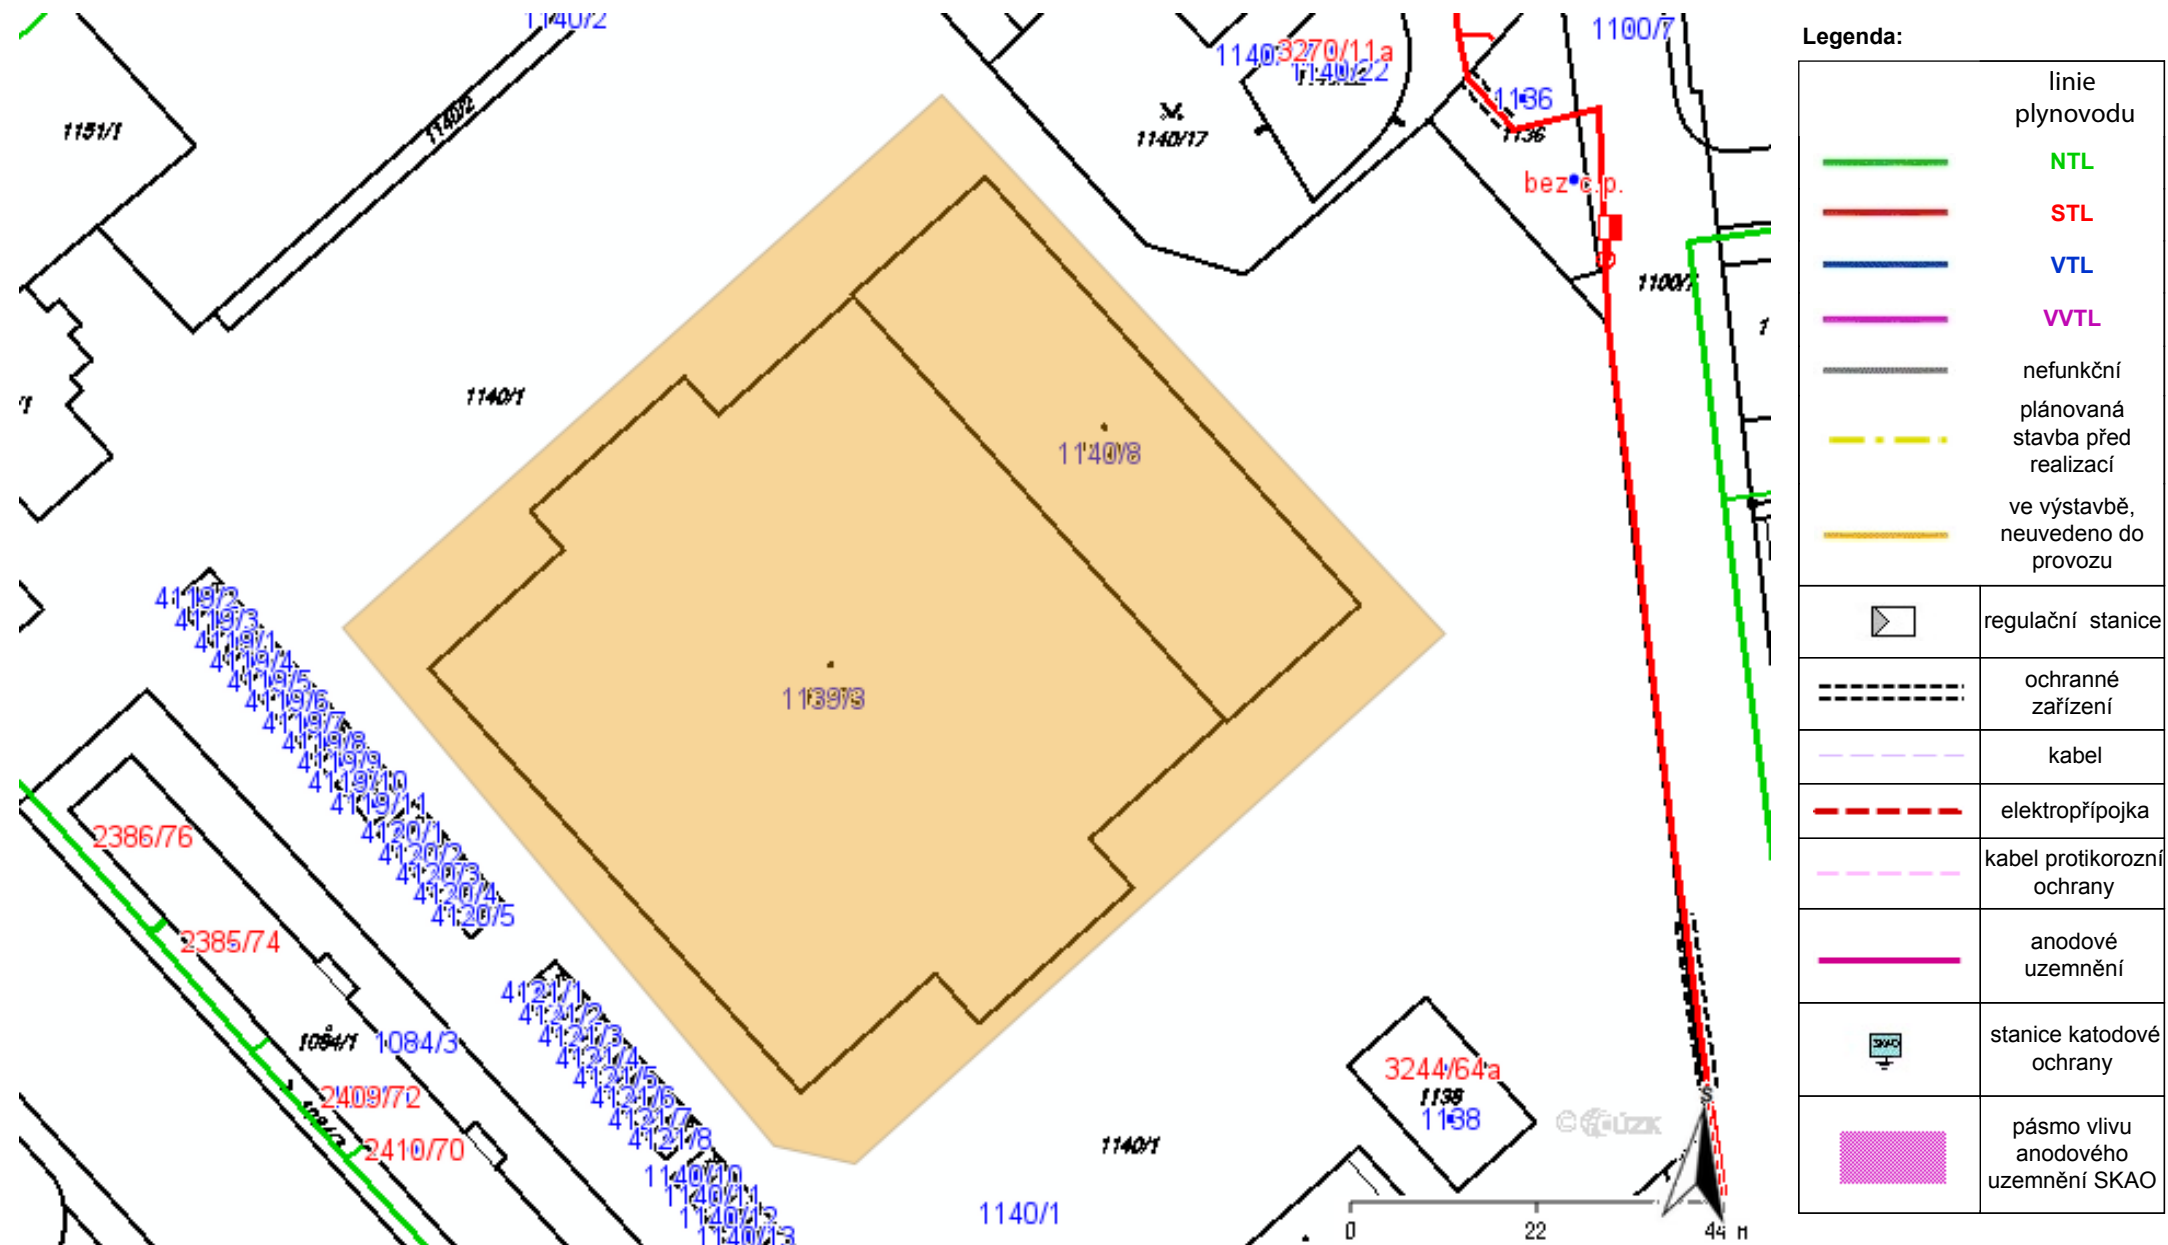 1140/2
1151/1
1140/2
1140/1
4119/2
4119/3
4119/1
4119/4
4119/5
4119/6
4119/7
4119/8
4119/9
4119/10
4119/11
4120/1
4120/2
4120/3
4120/4
4120/5
2386/76
2385/74
1084/1
1084/3
2409/72
2410/70
4121/1
4121/2
4121/3
4121/4
4121/5
4121/6
4121/7
4121/8
1140/10
1140/11
1140/12
1140/13
3270/11a
1140/22
1140/17
1136
1136
bez č.p.
1100/7
1100/7
1140/8
1139/3
3244/64a
1138
1138
1140/1
1140/1
© ČÚZK
S
0 22 44 m
Legenda:
linie
plynovodu
NTL
STL
VTL
VVTL
nefunkční
plánovaná
stavba před
realizací
ve výstavbě,
neuvedeno do
provozu
regulační stanice
ochranné
zařízení
kabel
elektropřípojka
kabel protikorozní
ochrany
anodové
uzemnění
SKAO
stanice katodové
ochrany
pásmo vlivu
anodového
uzemnění SKAO